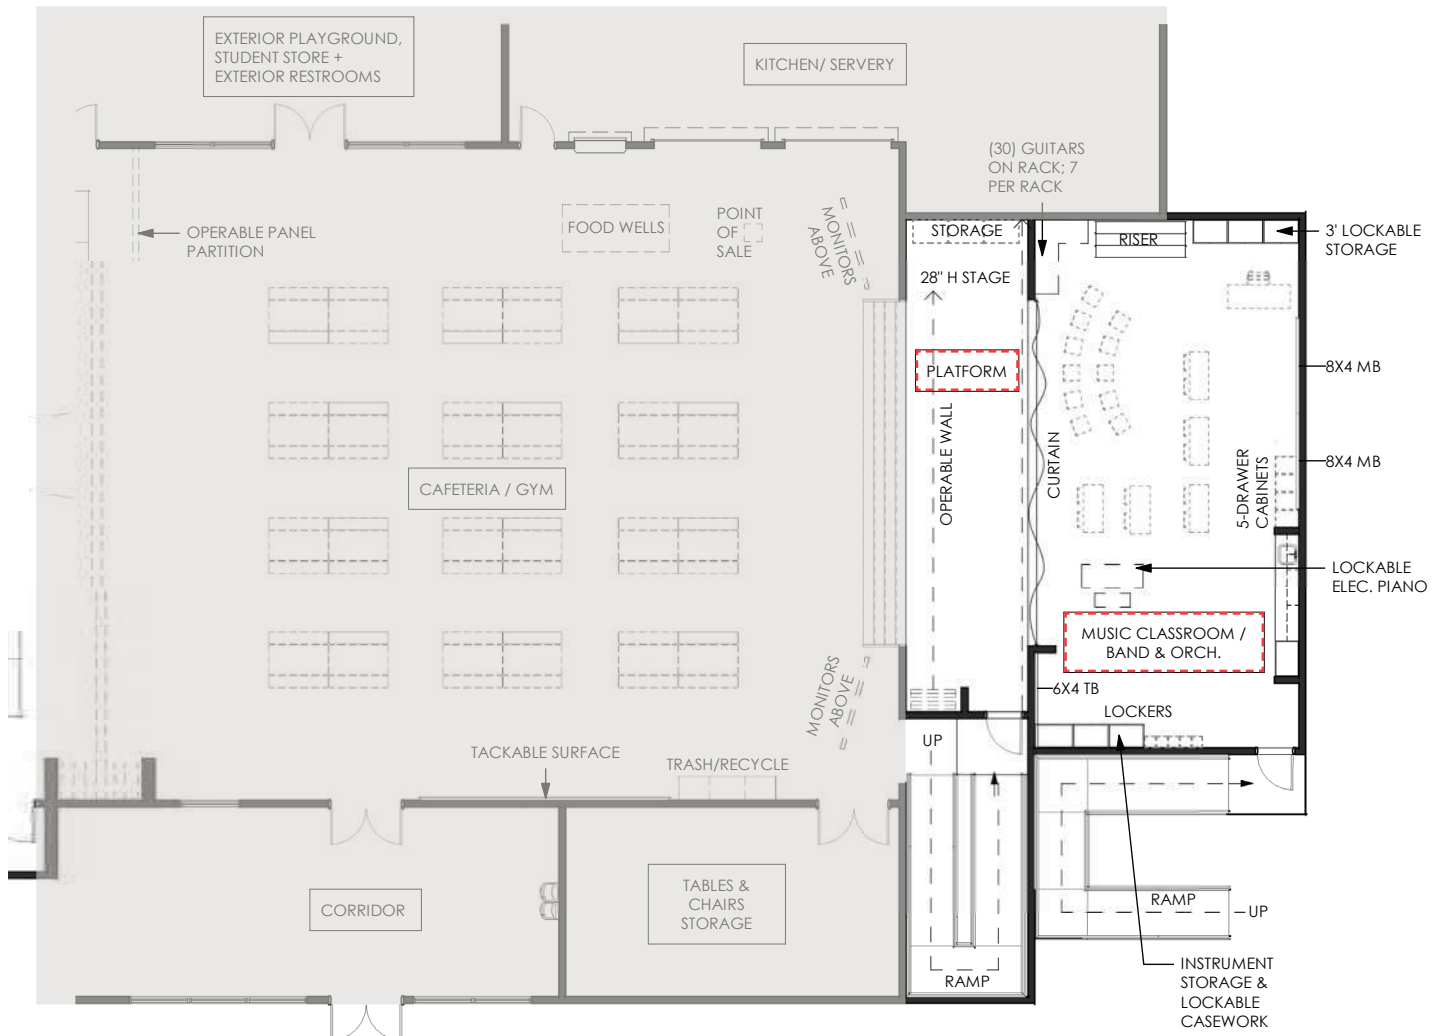 EXTERIOR PLAYGROUND,
STUDENT STORE +
EXTERIOR RESTROOMS
KITCHEN/ SERVERY
(30) GUITARS
ON RACK; 7
PER RACK
OPERABLE PANEL
PARTITION
FOOD WELLS
POINT
OF
SALE
MONITORS
ABOVE
STORAGE
RISER
3' LOCKABLE
STORAGE
28" H STAGE
PLATFORM
8X4 MB
OPERABLE WALL
CURTAIN
5-DRAWER
CABINETS
8X4 MB
CAFETERIA / GYM
LOCKABLE
ELEC. PIANO
MUSIC CLASSROOM /
BAND & ORCH.
MONITORS
ABOVE
6X4 TB
LOCKERS
TACKABLE SURFACE
TRASH/RECYCLE
UP
CORRIDOR
TABLES &
CHAIRS
STORAGE
RAMP
UP
RAMP
INSTRUMENT
STORAGE &
LOCKABLE
CASEWORK